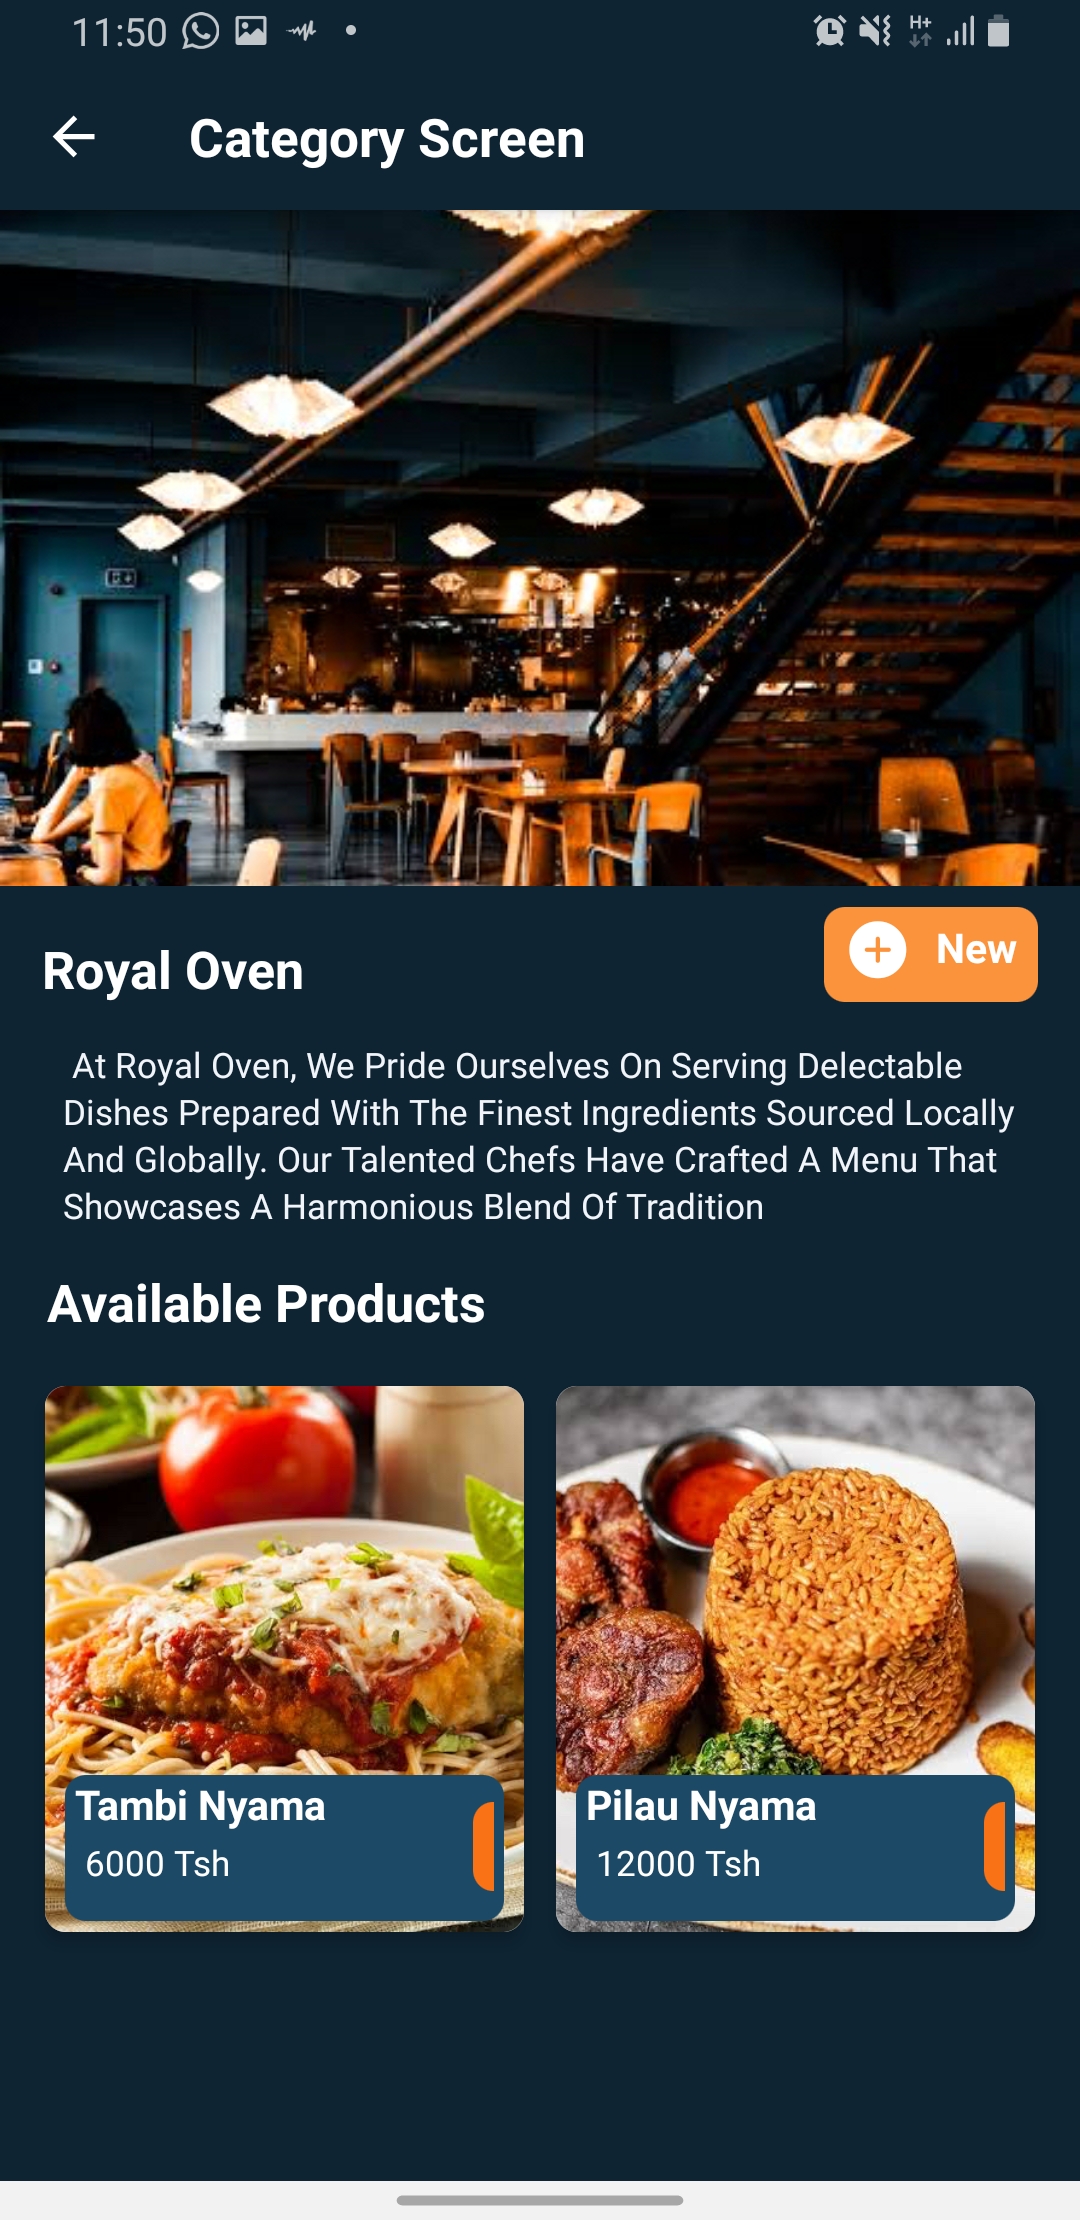 11:50
H+
Category Screen
Royal Oven
New
At Royal Oven, We Pride Ourselves On Serving Delectable
Dishes Prepared With The Finest Ingredients Sourced Locally
And Globally. Our Talented Chefs Have Crafted A Menu That
Showcases A Harmonious Blend Of Tradition
Available Products
Tambi Nyama
6000 Tsh
Pilau Nyama
12000 Tsh